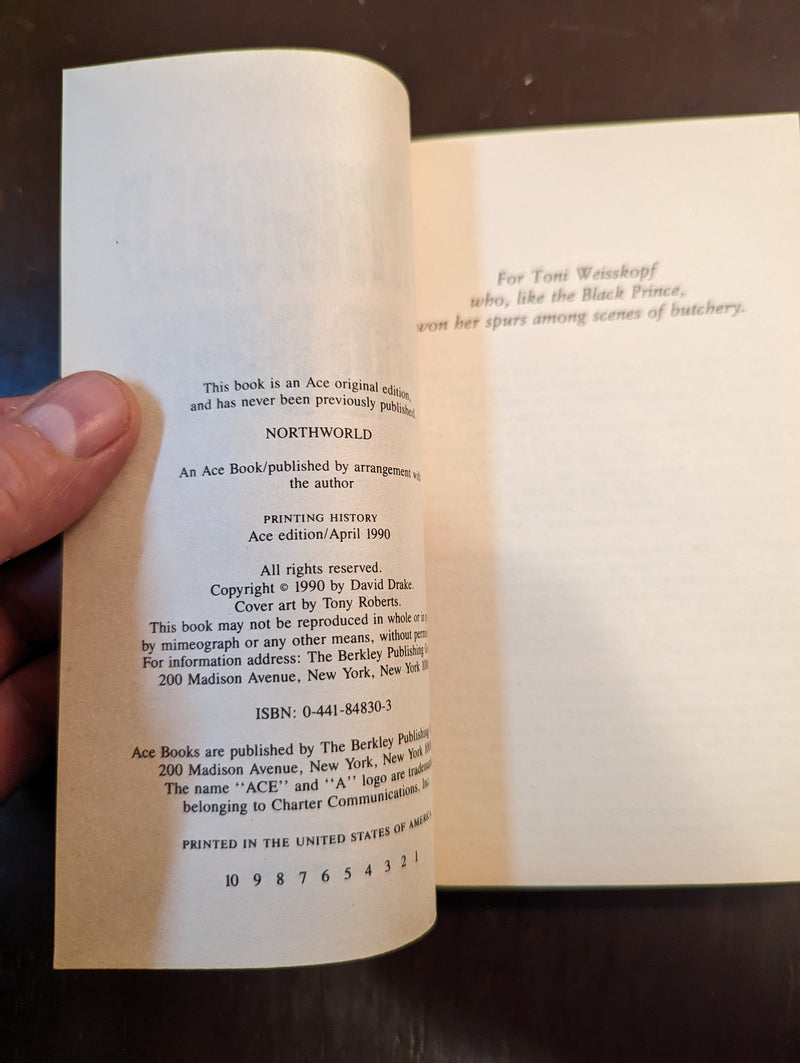 This book is an Ace original edition,
and has never been previously published.
NORTHWORLD
An Ace Book/published by arrangement with
the author
PRINTING HISTORY
Ace edition/April 1990
All rights reserved.
Copyright © 1990 by David Drake.
Cover art by Tony Roberts.
This book may not be reproduced in whole or in
by mimeograph or any other means, without
For information address: The Berkley Publishing
200 Madison Avenue, New York, New York
ISBN: 0-441-84830-3
Ace Books are published by The Berkley Publishing
200 Madison Avenue, New York, New York
The name "ACE" and "A" logo are
belonging to Charter Communications, Inc.
PRINTED IN THE UNITED STATES OF AMERICA
10 9 8 7 6 5 4 3 2 1
For Toni Weisskopf
who, like the Black Prince,
won her spurs among scenes of butchery.